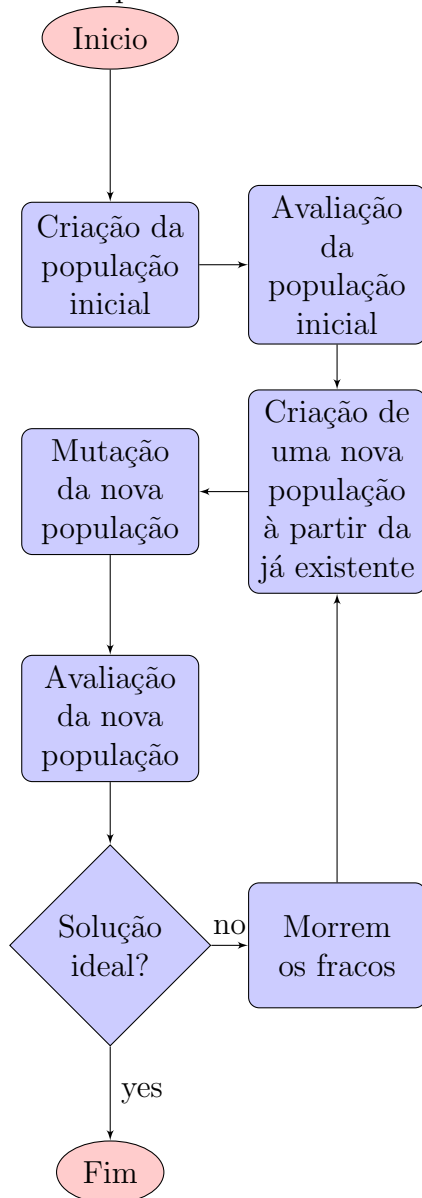 Inicio
Criação da
população
inicial
Avaliação
da
população
inicial
Criação de
uma nova
população
à partir da
já existente
Mutação
da nova
população
Avaliação
da nova
população
Solução
ideal?
no
Morrem
os fracos
yes
Fim